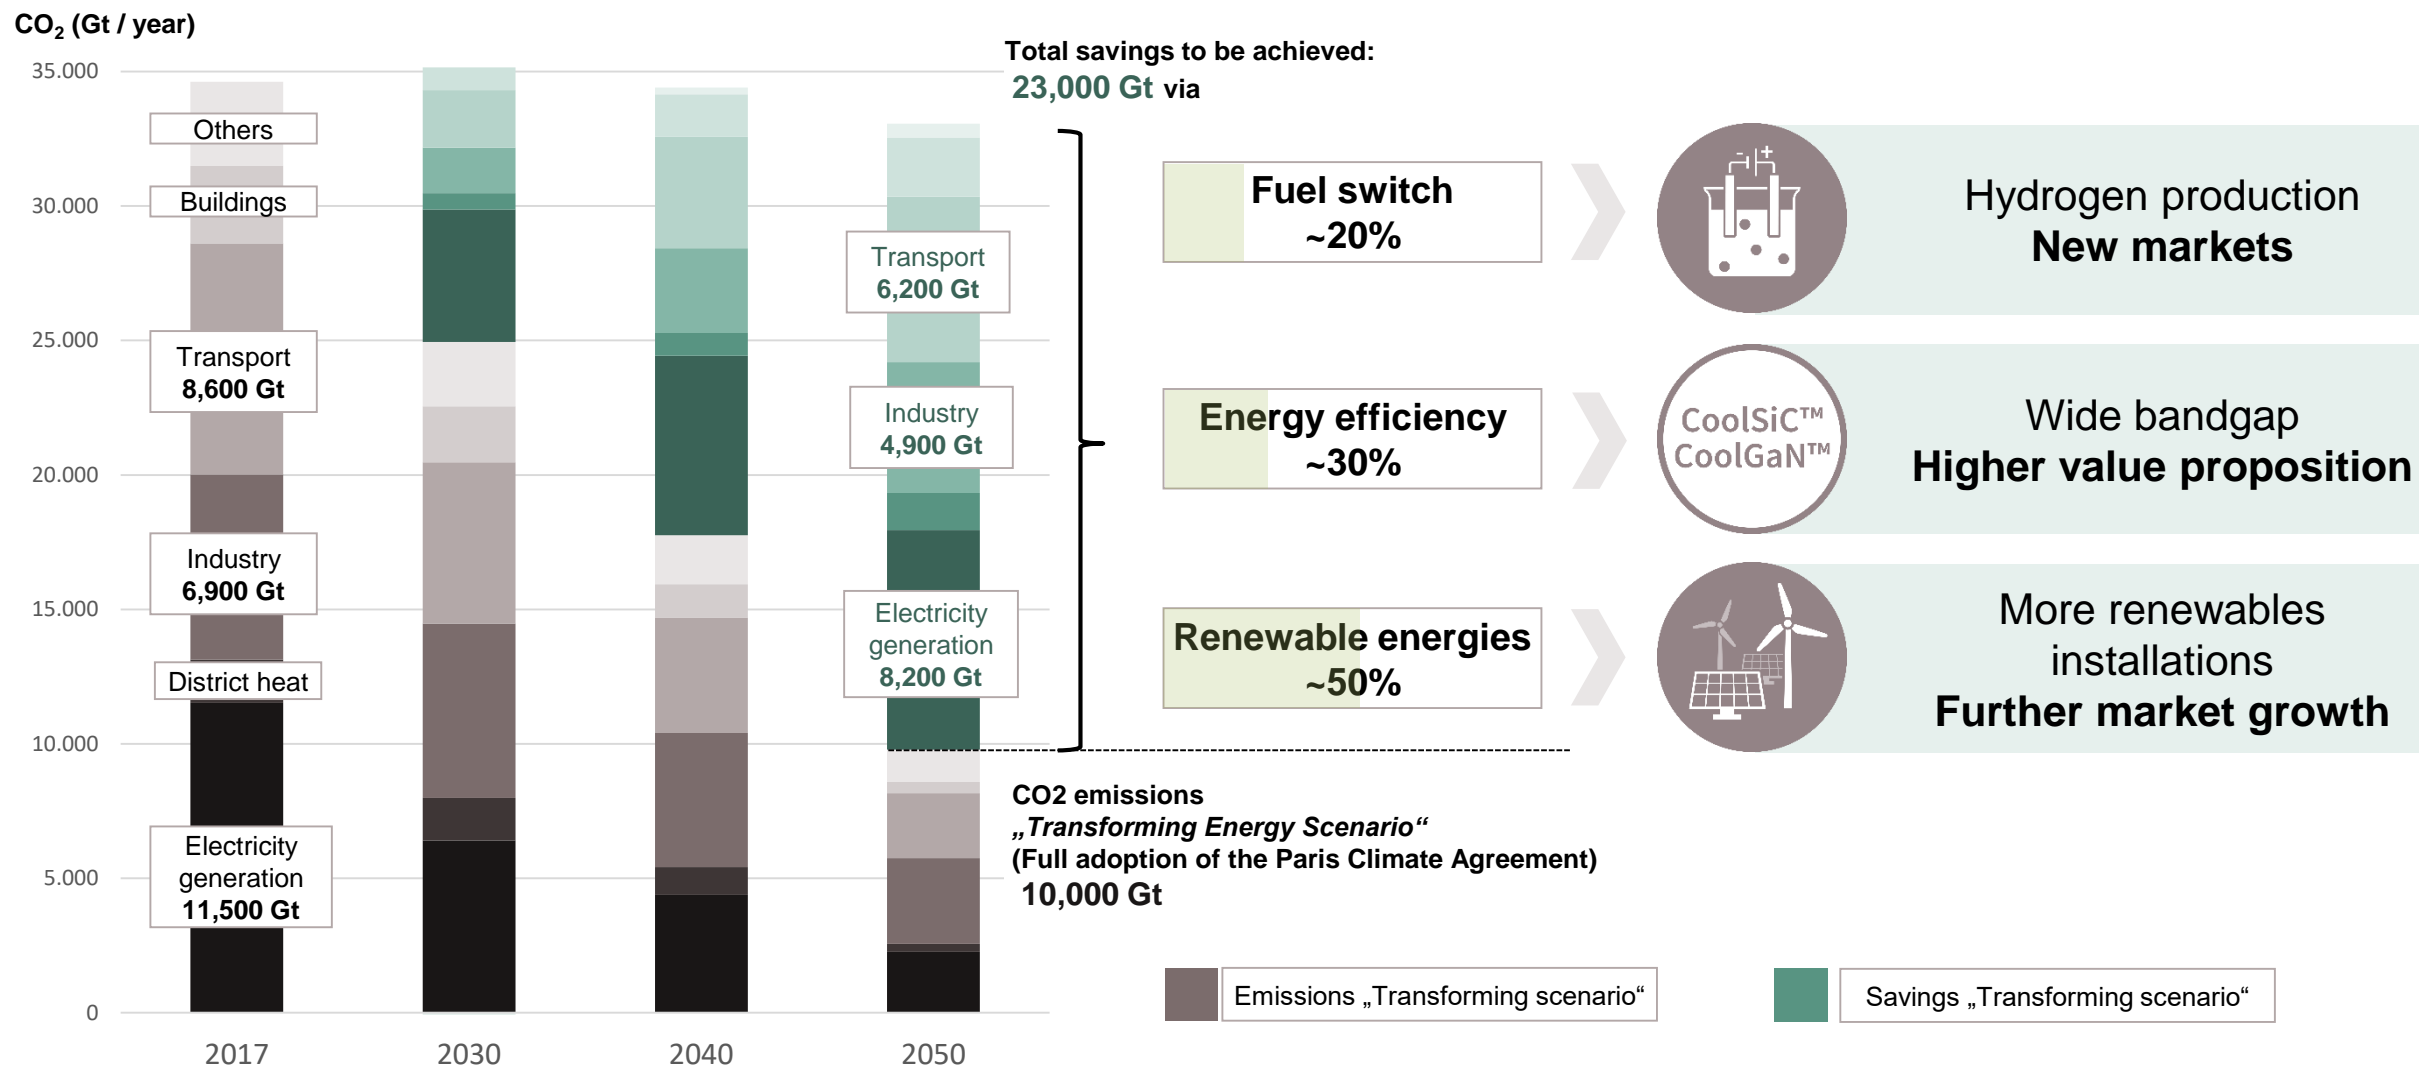 CO₂ (Gt / year)
35.000
30.000
25.000
20.000
15.000
10.000
5.000
0
2017
2030
2040
2050
Others
Buildings
Transport
8,600 Gt
Industry
6,900 Gt
District heat
Electricity
generation
11,500 Gt
Transport
6,200 Gt
Industry
4,900 Gt
Electricity
generation
8,200 Gt
Total savings to be achieved:
23,000 Gt via
Fuel switch
~20%
Energy efficiency
~30%
Renewable energies
~50%
- +
Hydrogen production
New markets
CoolSiC™
CoolGaN™
Wide bandgap
Higher value proposition
More renewables
installations
Further market growth
CO2 emissions
„Transforming Energy Scenario“
(Full adoption of the Paris Climate Agreement)
10,000 Gt
Emissions „Transforming scenario“
Savings „Transforming scenario“